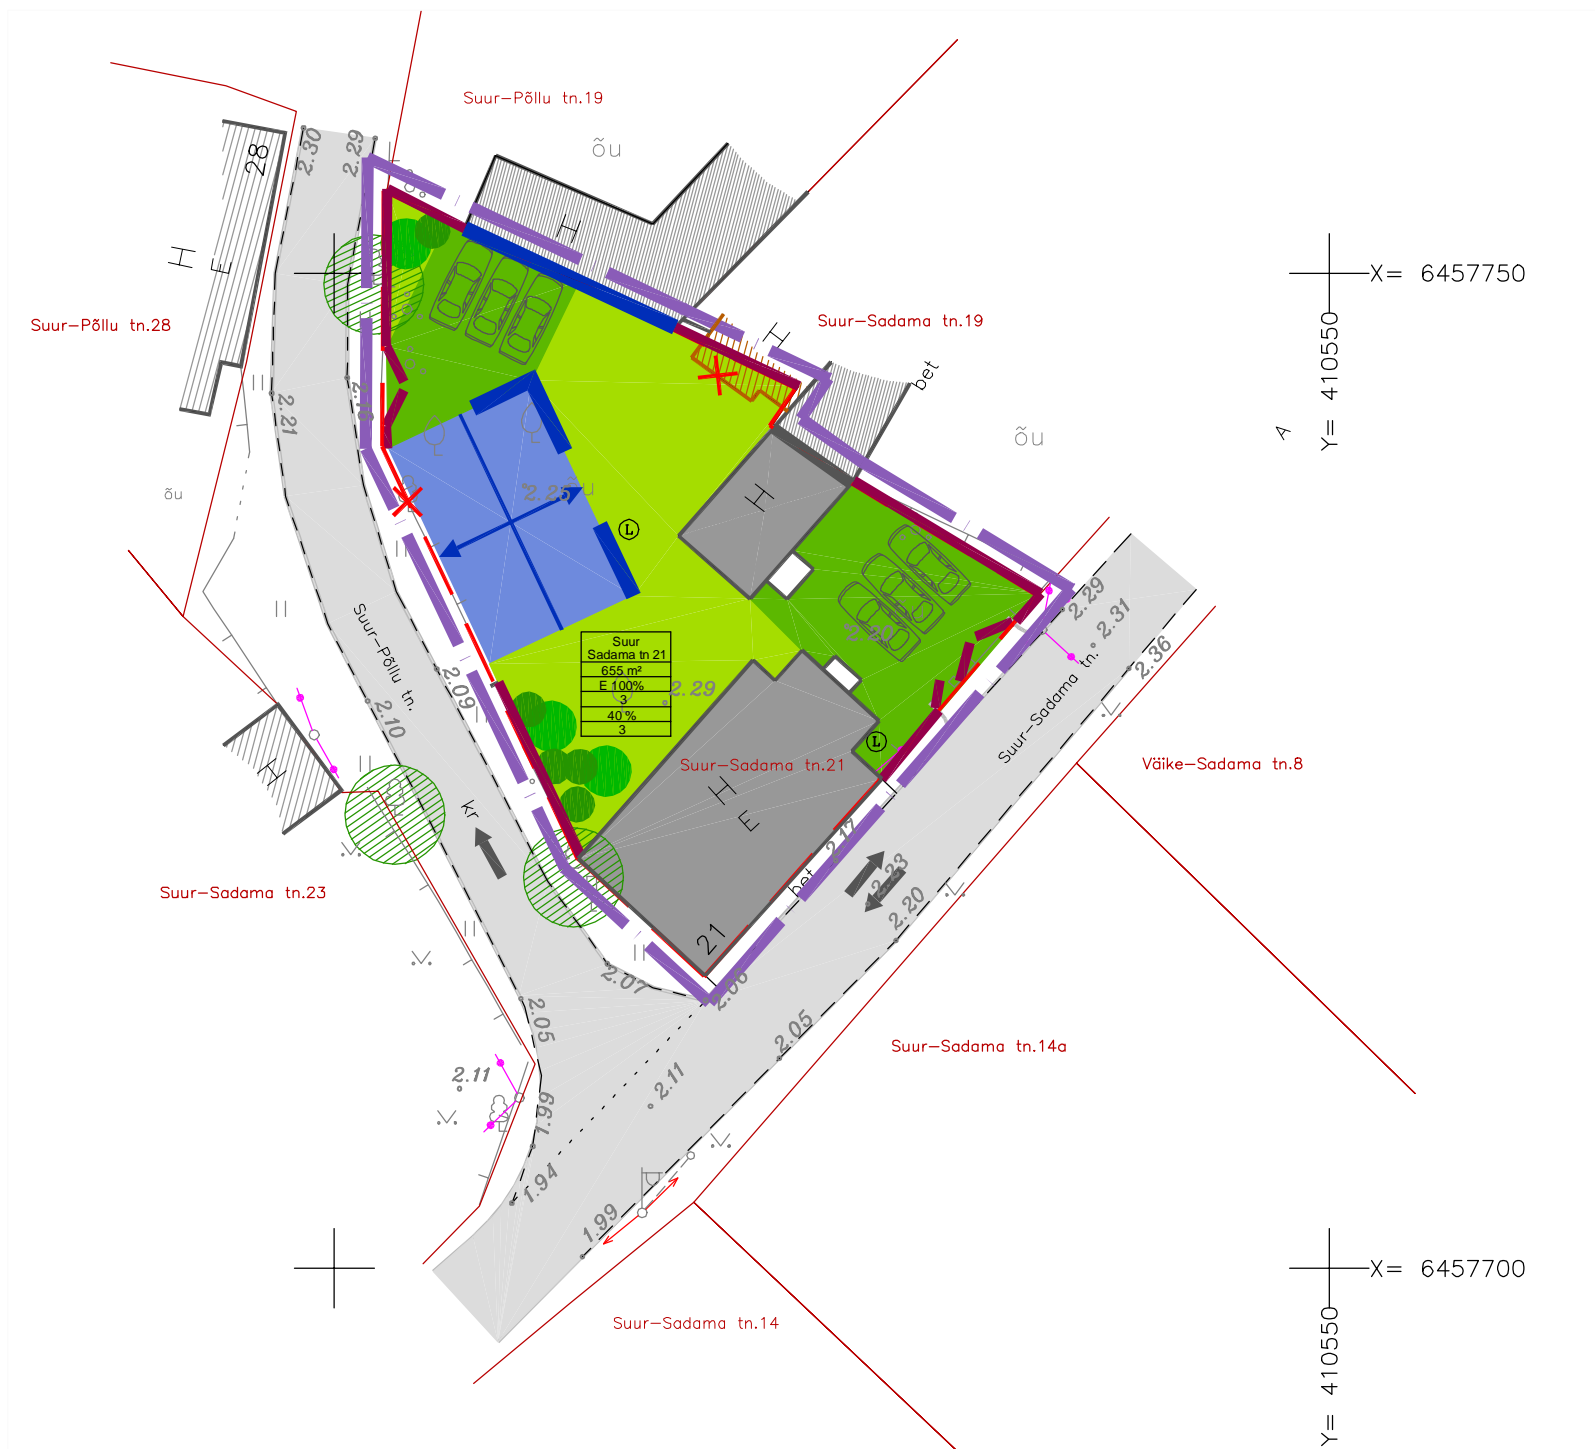 Suur-Põllu tn.19
õu
28
2.30
2.29
H
H
E
X= 6457750
Y= 410550
Suur-Põllu tn.28
Suur-Sadama tn.19
H
bet
A
2.21
õu
õu
2.25
H
L
Suur-Põllu tn.
2.09
2.10
2.20
2.29
2.31
2.36
Suur-Sadama tn.
Suur
Sadama tn 21
655 m²
E 100%
3
40 %
3
2.29
L
Suur-Sadama tn.21
H
E
H
Väike-Sadama tn.8
kr
2.17
2.23
bet
2.20
Suur-Sadama tn.23
21
2.07
2.06
2.05
2.05
Suur-Sadama tn.14a
2.11
2.11
1.99
1.94
1.99
X= 6457700
Y= 410550
Suur-Sadama tn.14